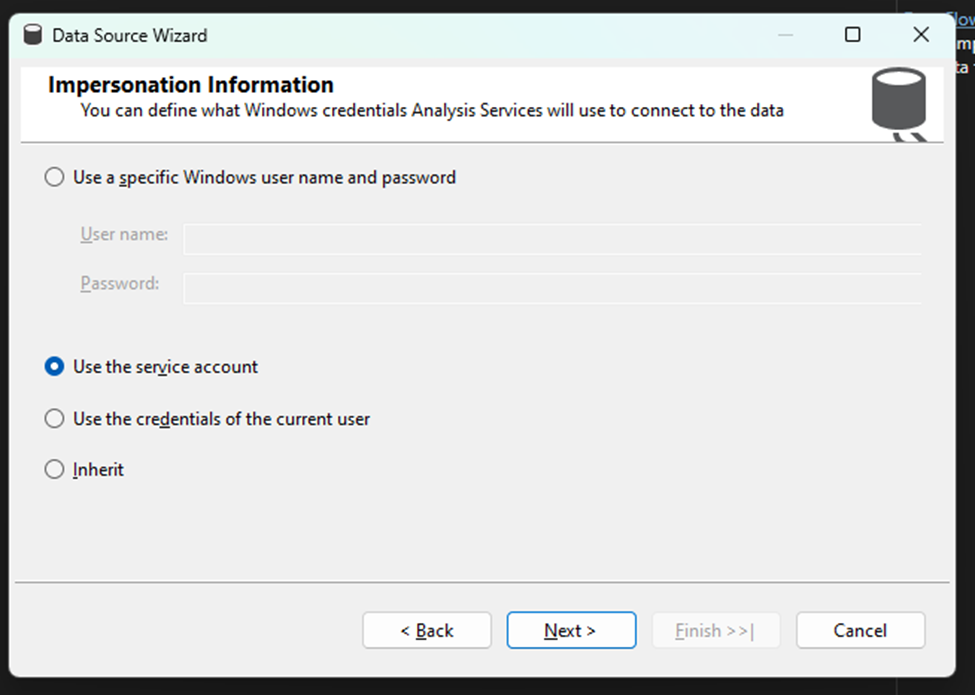 Data Source Wizard
Impersonation Information
You can define what Windows credentials Analysis Services will use to connect to the data
Use a specific Windows user name and password
User name:
Password:
Use the service account
Use the credentials of the current user
Inherit
< Back
Next >
Finish >>|
Cancel